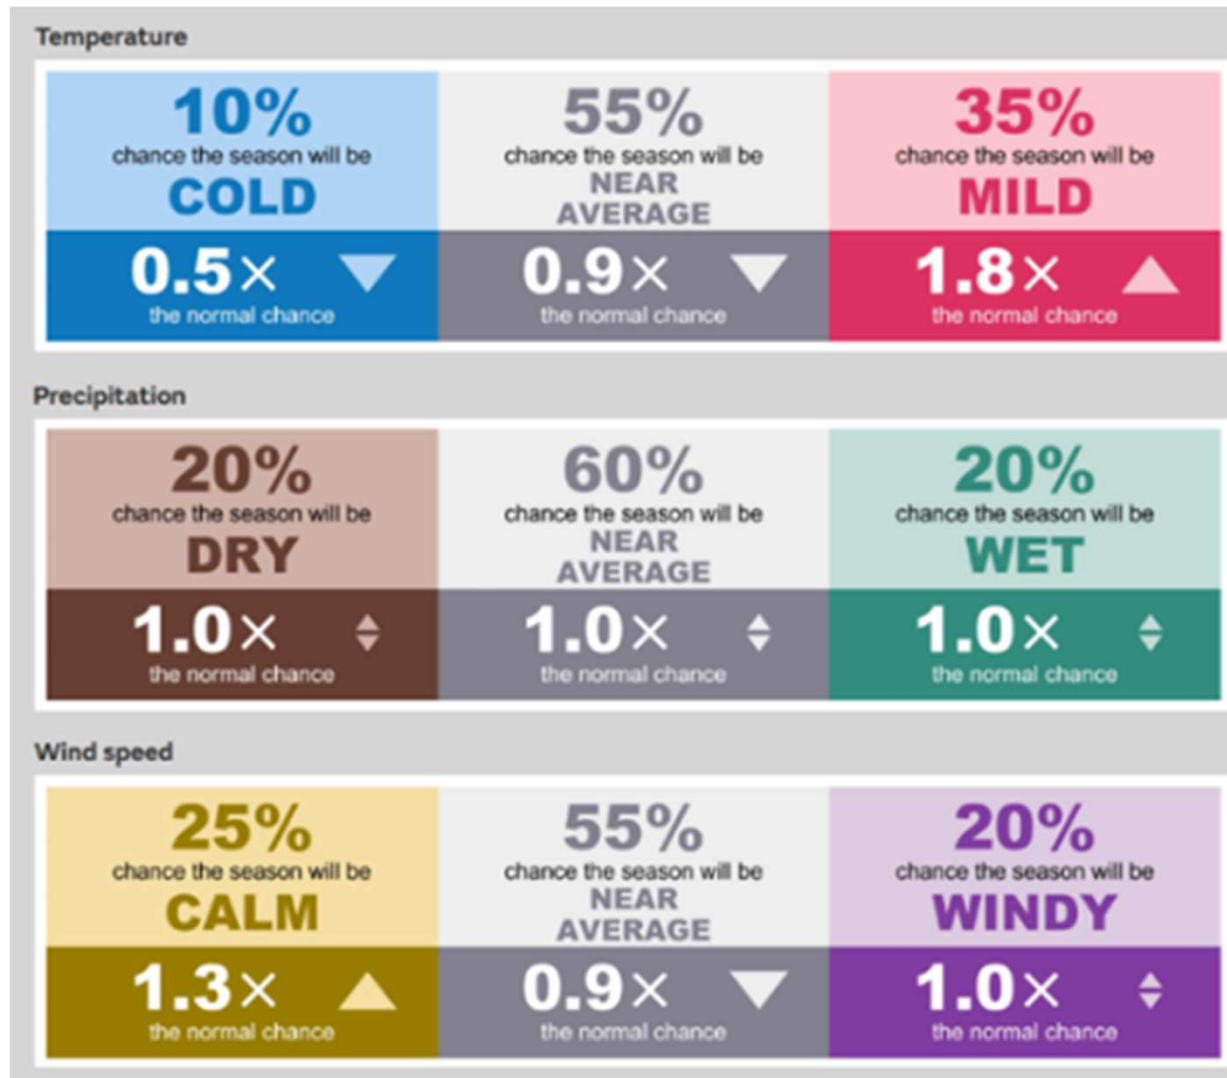 Temperature
10%
chance the season will be
COLD
0.5×
the normal chance
55%
chance the season will be
NEAR
AVERAGE
0.9×
the normal chance
35%
chance the season will be
MILD
1.8×
the normal chance
Precipitation
20%
chance the season will be
DRY
1.0×
the normal chance
60%
chance the season will be
NEAR
AVERAGE
1.0×
the normal chance
20%
chance the season will be
WET
1.0×
the normal chance
Wind speed
25%
chance the season will be
CALM
1.3×
the normal chance
55%
chance the season will be
NEAR
AVERAGE
0.9×
the normal chance
20%
chance the season will be
WINDY
1.0×
the normal chance